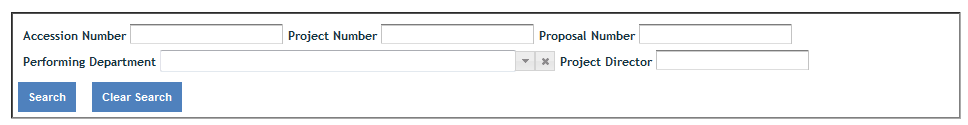 Accession Number Project Number Proposal Number
Performing Department Project Director
Search Clear Search